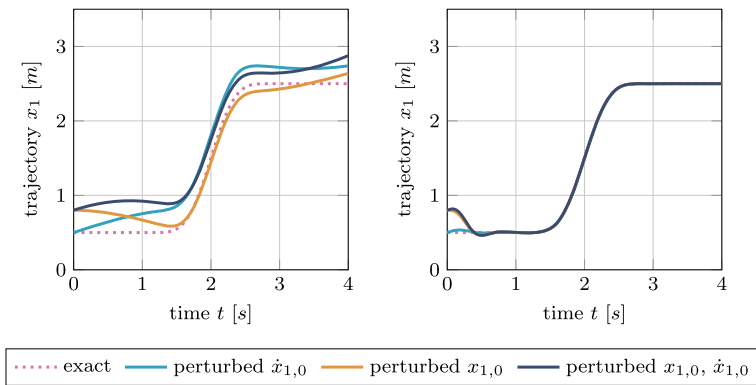 3
2
1
0
trajectory x₁ [m]
0 1 2 3 4
time t [s]
3
2
1
0
trajectory x₁ [m]
0 1 2 3 4
time t [s]
exact perturbed ẋ₁,₀ perturbed x₁,₀ perturbed x₁,₀, ẋ₁,₀